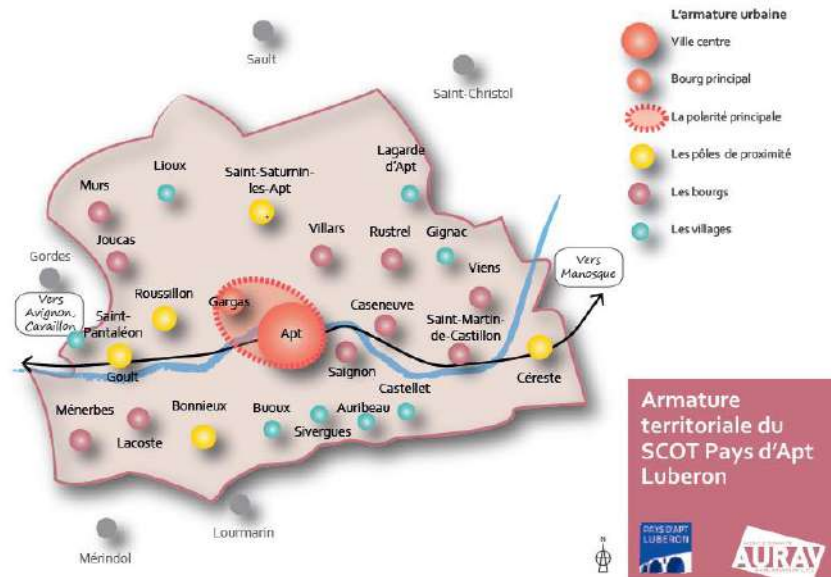 L'armature urbaine
Ville centre
Bourg principal
La polarité principale
Les pôles de proximité
Les bourgs
Les villages
Sault
Saint-Christol
Lioux
Saint-Saturnin-
les-Apt
Lagarde
d'Apt
Murs
Villars
Rustrel
Gignac
Joucas
Gordes
Viens
Vers
Manosque
Vers
Avignon,
Cavaillon
Roussillon
Gargas
Caseneuve
Saint-
Pantaléon
Apt
Saint-Martin-
de-Castillon
Goult
Saignon
Céreste
Castellet
Ménerbes
Bonnieux
Buoux
Auribeau
Lacoste
Sivergues
Lourmarin
Mérindol
N
Armature
territoriale du
SCOT Pays d'Apt
Luberon
PAYS D'APT
LUBERON
AURAV